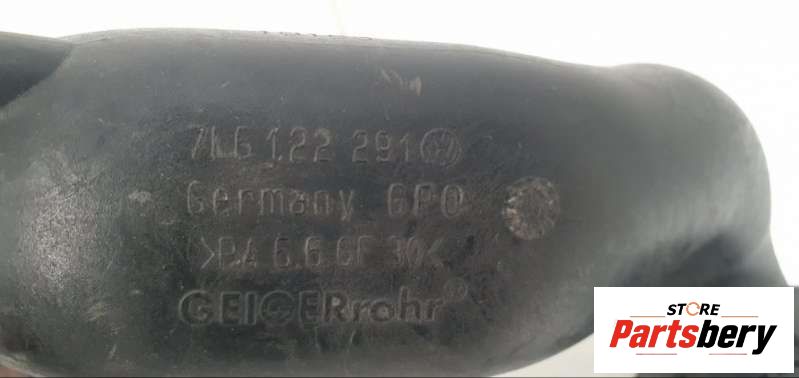 7L6 122 291
Germany GPO
>PA 6.6 GF 30<
GEIGERrohr®
STORE
Partsbery